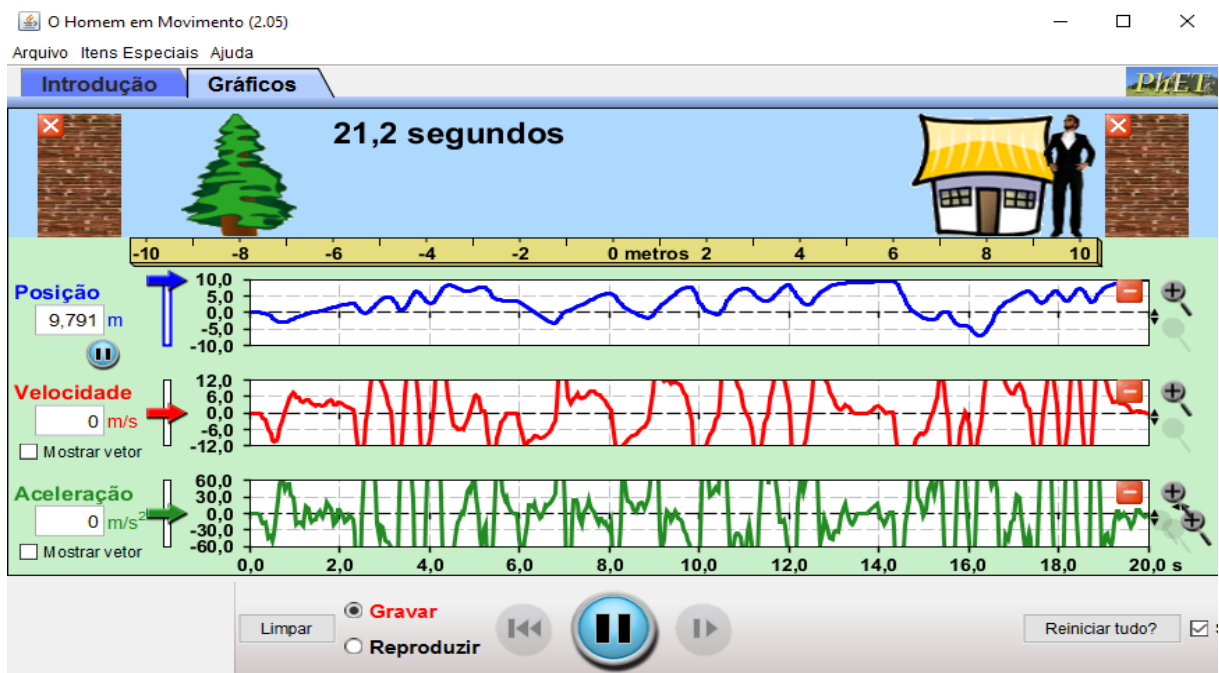 O Homem em Movimento (2.05)
Arquivo Itens Especiais Ajuda
Introdução Gráficos PhET
21,2 segundos
-10 -8 -6 -4 -2 0 metros 2 4 6 8 10
Posição
9,791 m
10,0
5,0
0,0
-5,0
-10,0
Velocidade
0 m/s
Mostrar vetor
12,0
6,0
0,0
-6,0
-12,0
Aceleração
0 m/s²
Mostrar vetor
60,0
30,0
0,0
-30,0
-60,0
0,0 2,0 4,0 6,0 8,0 10,0 12,0 14,0 16,0 18,0 20,0 s
Limpar
Gravar
Reproduzir
Reiniciar tudo?